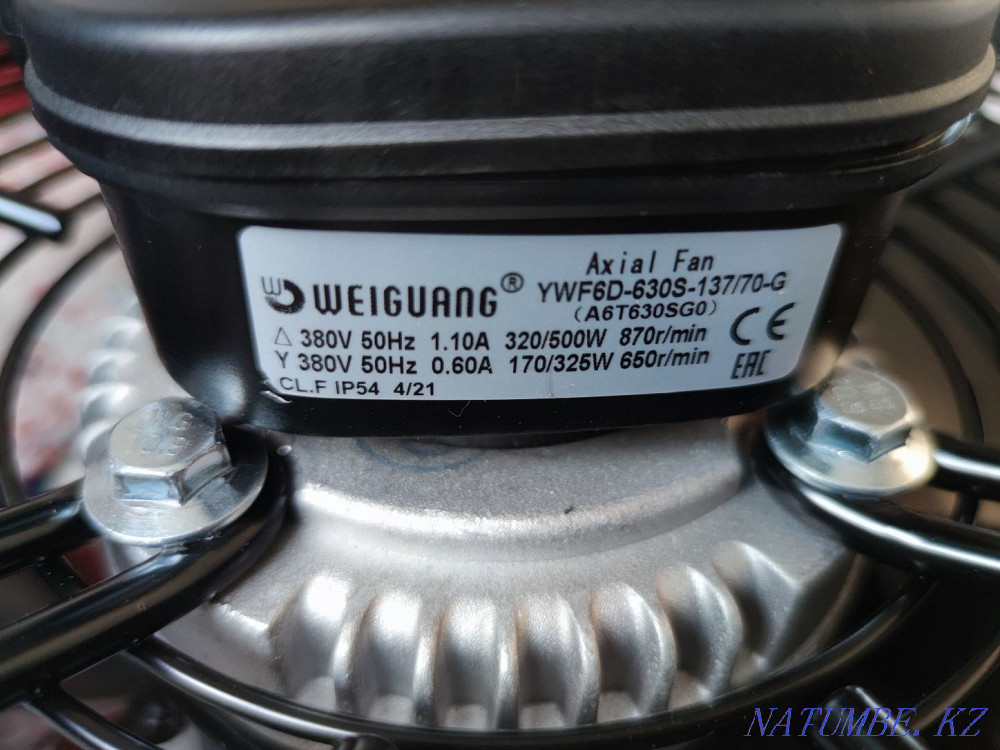 Axial Fan
WEIGUANG® YWF6D-630S-137/70-G
(A6T630SG0)
△ 380V 50Hz 1.10A 320/500W 870r/min
Y 380V 50Hz 0.60A 170/325W 650r/min
CE
EAC
CL.F IP54 4/21
NATUMBE.KZ